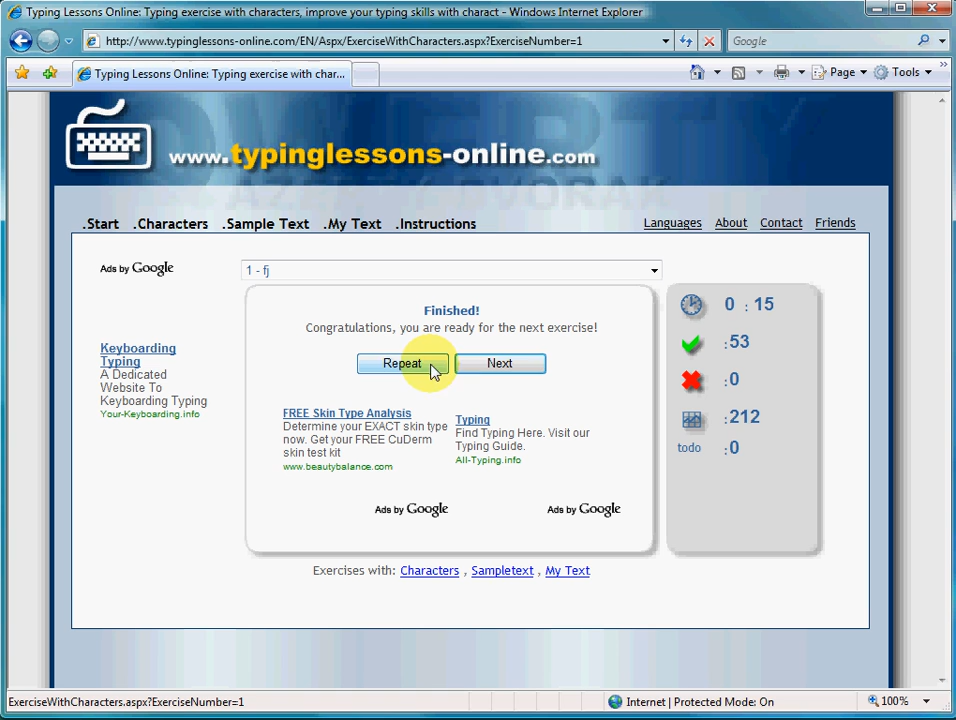 Typing Lessons Online: Typing exercise with characters, improve your typing skills with charact - Windows Internet Explorer
http://www.typinglessons-online.com/EN/Aspx/ExerciseWithCharacters.aspx?ExerciseNumber=1
Google
Typing Lessons Online: Typing exercise with char...
Page
Tools
QWERTY
www.typinglessons-online.com
AZERTY DVORAK
.Start .Characters .Sample Text .My Text .Instructions
Languages About Contact Friends
Ads by Google
1 - fj
Finished!
Congratulations, you are ready for the next exercise!
Repeat
Next
0 : 15
:53
:0
:212
todo :0
Keyboarding
Typing
A Dedicated
Website To
Keyboarding Typing
Your-Keyboarding.info
FREE Skin Type Analysis
Determine your EXACT skin type
now. Get your FREE CuDerm
skin test kit
www.beautybalance.com
Typing
Find Typing Here. Visit our
Typing Guide.
All-Typing.info
Ads by Google
Ads by Google
Exercises with: Characters , Sampletext , My Text
ExerciseWithCharacters.aspx?ExerciseNumber=1
Internet | Protected Mode: On
100%